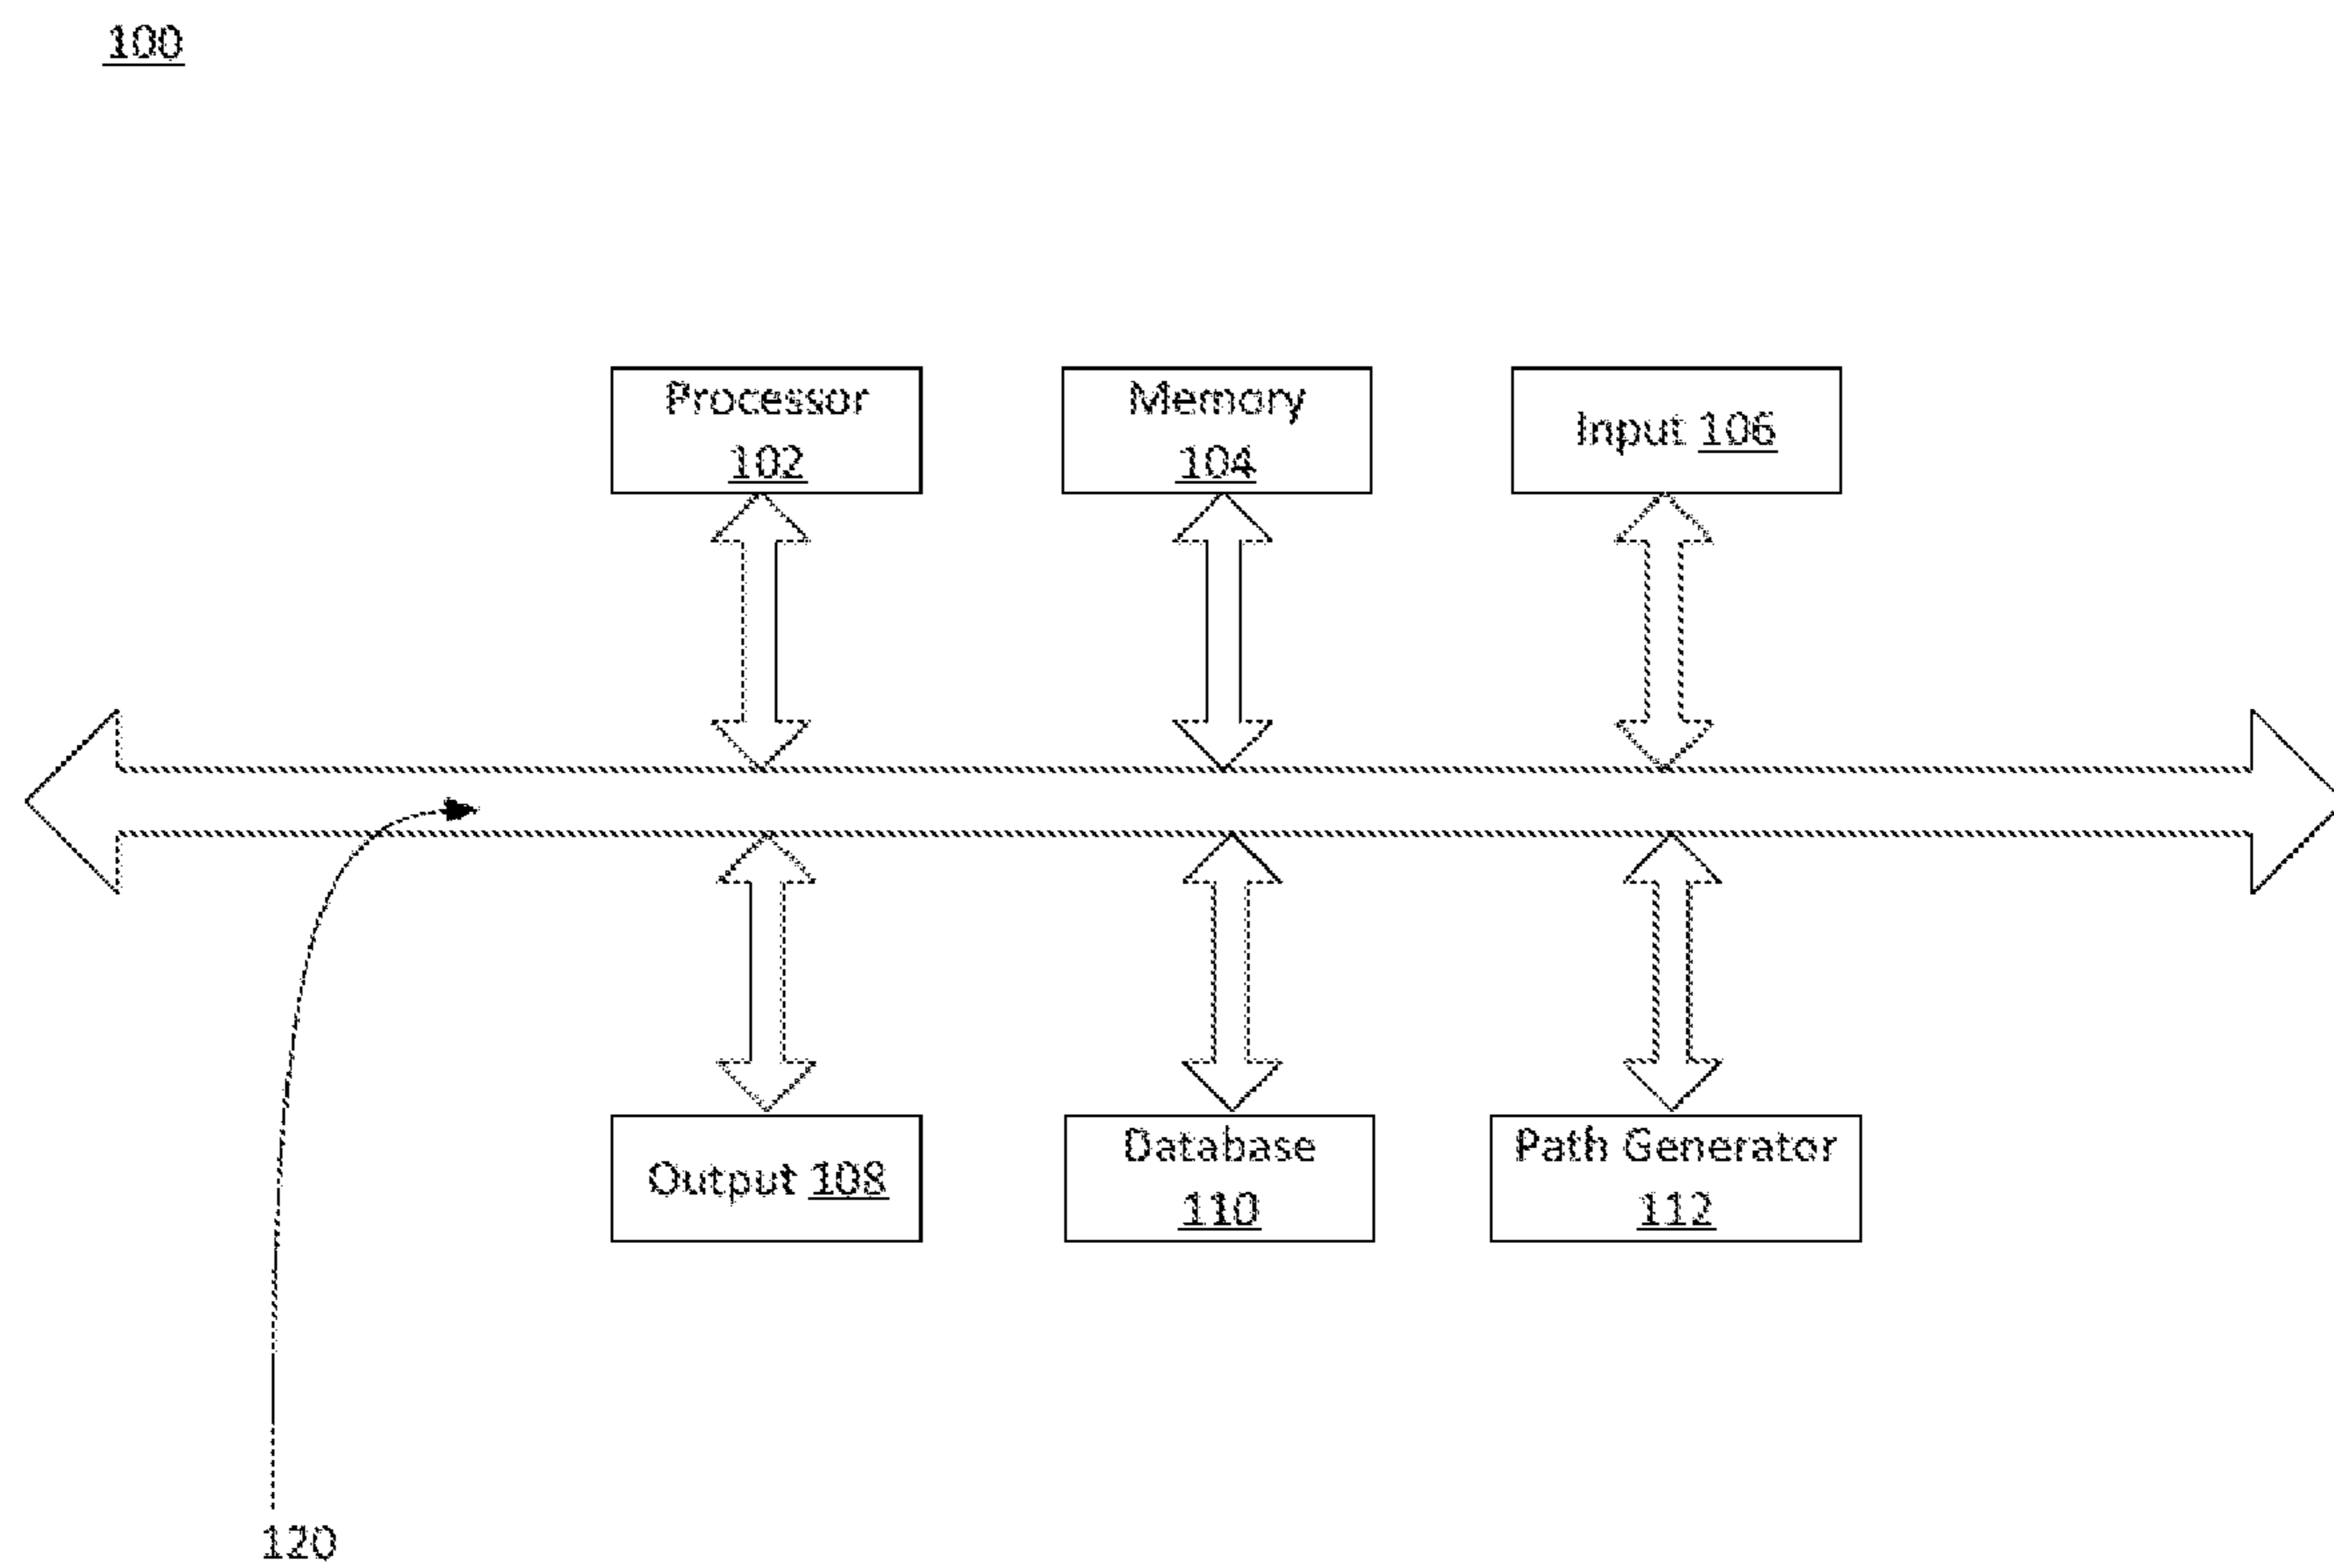 100
Processor
102
Memory
104
Input 106
Output 108
Database
110
Path Generator
112
120